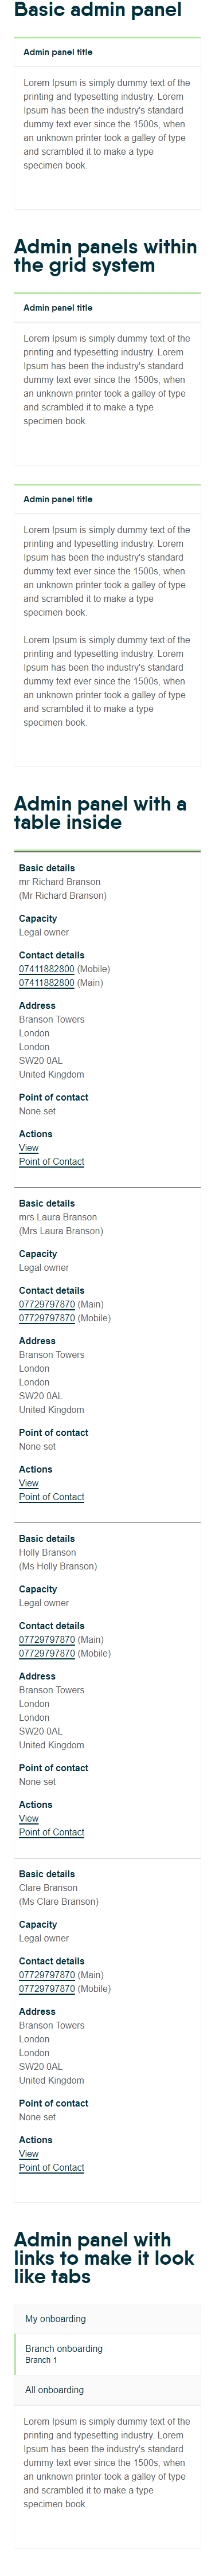 Basic admin panel
Admin panel title
Lorem Ipsum is simply dummy text of the
printing and typesetting industry. Lorem
Ipsum has been the industry's standard
dummy text ever since the 1500s, when
an unknown printer took a galley of type
and scrambled it to make a type
specimen book.
Admin panels within
the grid system
Admin panel title
Lorem Ipsum is simply dummy text of the
printing and typesetting industry. Lorem
Ipsum has been the industry's standard
dummy text ever since the 1500s, when
an unknown printer took a galley of type
and scrambled it to make a type
specimen book.
Admin panel title
Lorem Ipsum is simply dummy text of the
printing and typesetting industry. Lorem
Ipsum has been the industry's standard
dummy text ever since the 1500s, when
an unknown printer took a galley of type
and scrambled it to make a type
specimen book.
Lorem Ipsum is simply dummy text of the
printing and typesetting industry. Lorem
Ipsum has been the industry's standard
dummy text ever since the 1500s, when
an unknown printer took a galley of type
and scrambled it to make a type
specimen book.
Admin panel with a
table inside
Basic details
mr Richard Branson
(Mr Richard Branson)
Capacity
Legal owner
Contact details
07411882800 (Mobile)
07411882800 (Main)
Address
Branson Towers
London
London
SW20 0AL
United Kingdom
Point of contact
None set
Actions
View
Point of Contact
Basic details
mrs Laura Branson
(Mrs Laura Branson)
Capacity
Legal owner
Contact details
07729797870 (Main)
07729797870 (Mobile)
Address
Branson Towers
London
London
SW20 0AL
United Kingdom
Point of contact
None set
Actions
View
Point of Contact
Basic details
Holly Branson
(Ms Holly Branson)
Capacity
Legal owner
Contact details
07729797870 (Main)
07729797870 (Mobile)
Address
Branson Towers
London
London
SW20 0AL
United Kingdom
Point of contact
None set
Actions
View
Point of Contact
Basic details
Clare Branson
(Ms Clare Branson)
Capacity
Legal owner
Contact details
07729797870 (Main)
07729797870 (Mobile)
Address
Branson Towers
London
London
SW20 0AL
United Kingdom
Point of contact
None set
Actions
View
Point of Contact
Admin panel with
links to make it look
like tabs
My onboarding
Branch onboarding
Branch 1
All onboarding
Lorem Ipsum is simply dummy text of the
printing and typesetting industry. Lorem
Ipsum has been the industry's standard
dummy text ever since the 1500s, when
an unknown printer took a galley of type
and scrambled it to make a type
specimen book.